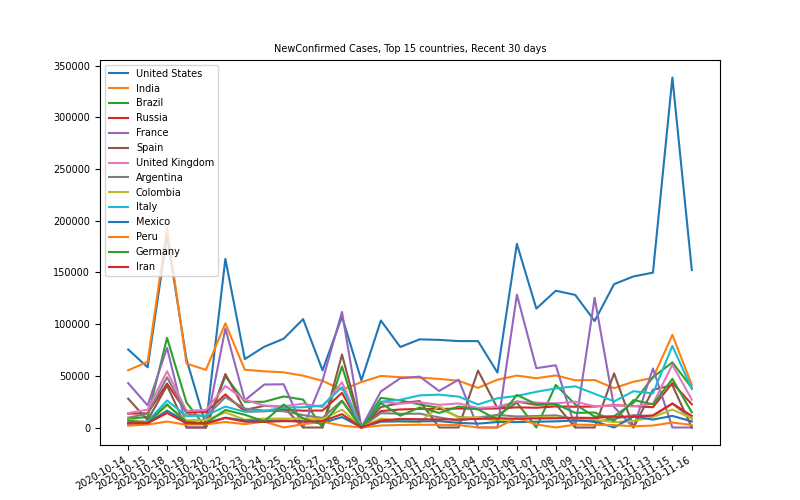 NewConfirmed Cases, Top 15 countries, Recent 30 days
350000
300000
250000
200000
150000
100000
50000
0
United States
India
Brazil
Russia
France
Spain
United Kingdom
Argentina
Colombia
Italy
Mexico
Peru
Germany
Iran
2020-10-14
2020-10-15
2020-10-18
2020-10-19
2020-10-20
2020-10-22
2020-10-23
2020-10-24
2020-10-25
2020-10-26
2020-10-27
2020-10-28
2020-10-29
2020-10-30
2020-10-31
2020-11-01
2020-11-02
2020-11-03
2020-11-04
2020-11-05
2020-11-06
2020-11-07
2020-11-08
2020-11-09
2020-11-10
2020-11-11
2020-11-12
2020-11-13
2020-11-15
2020-11-16